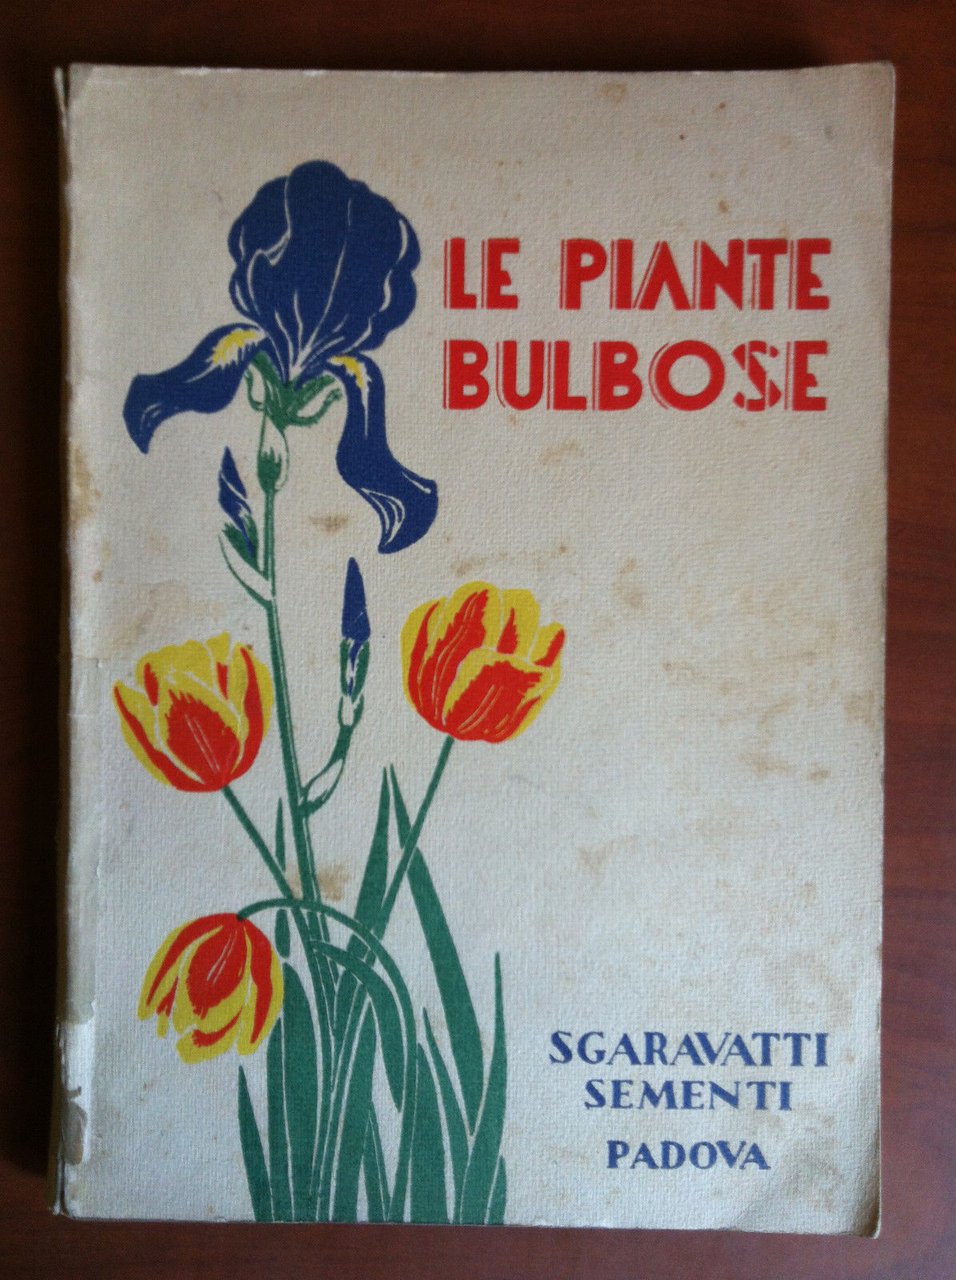 LE PIANTE
BULBOSE
SGARAVATTI
SEMENTI
PADOVA